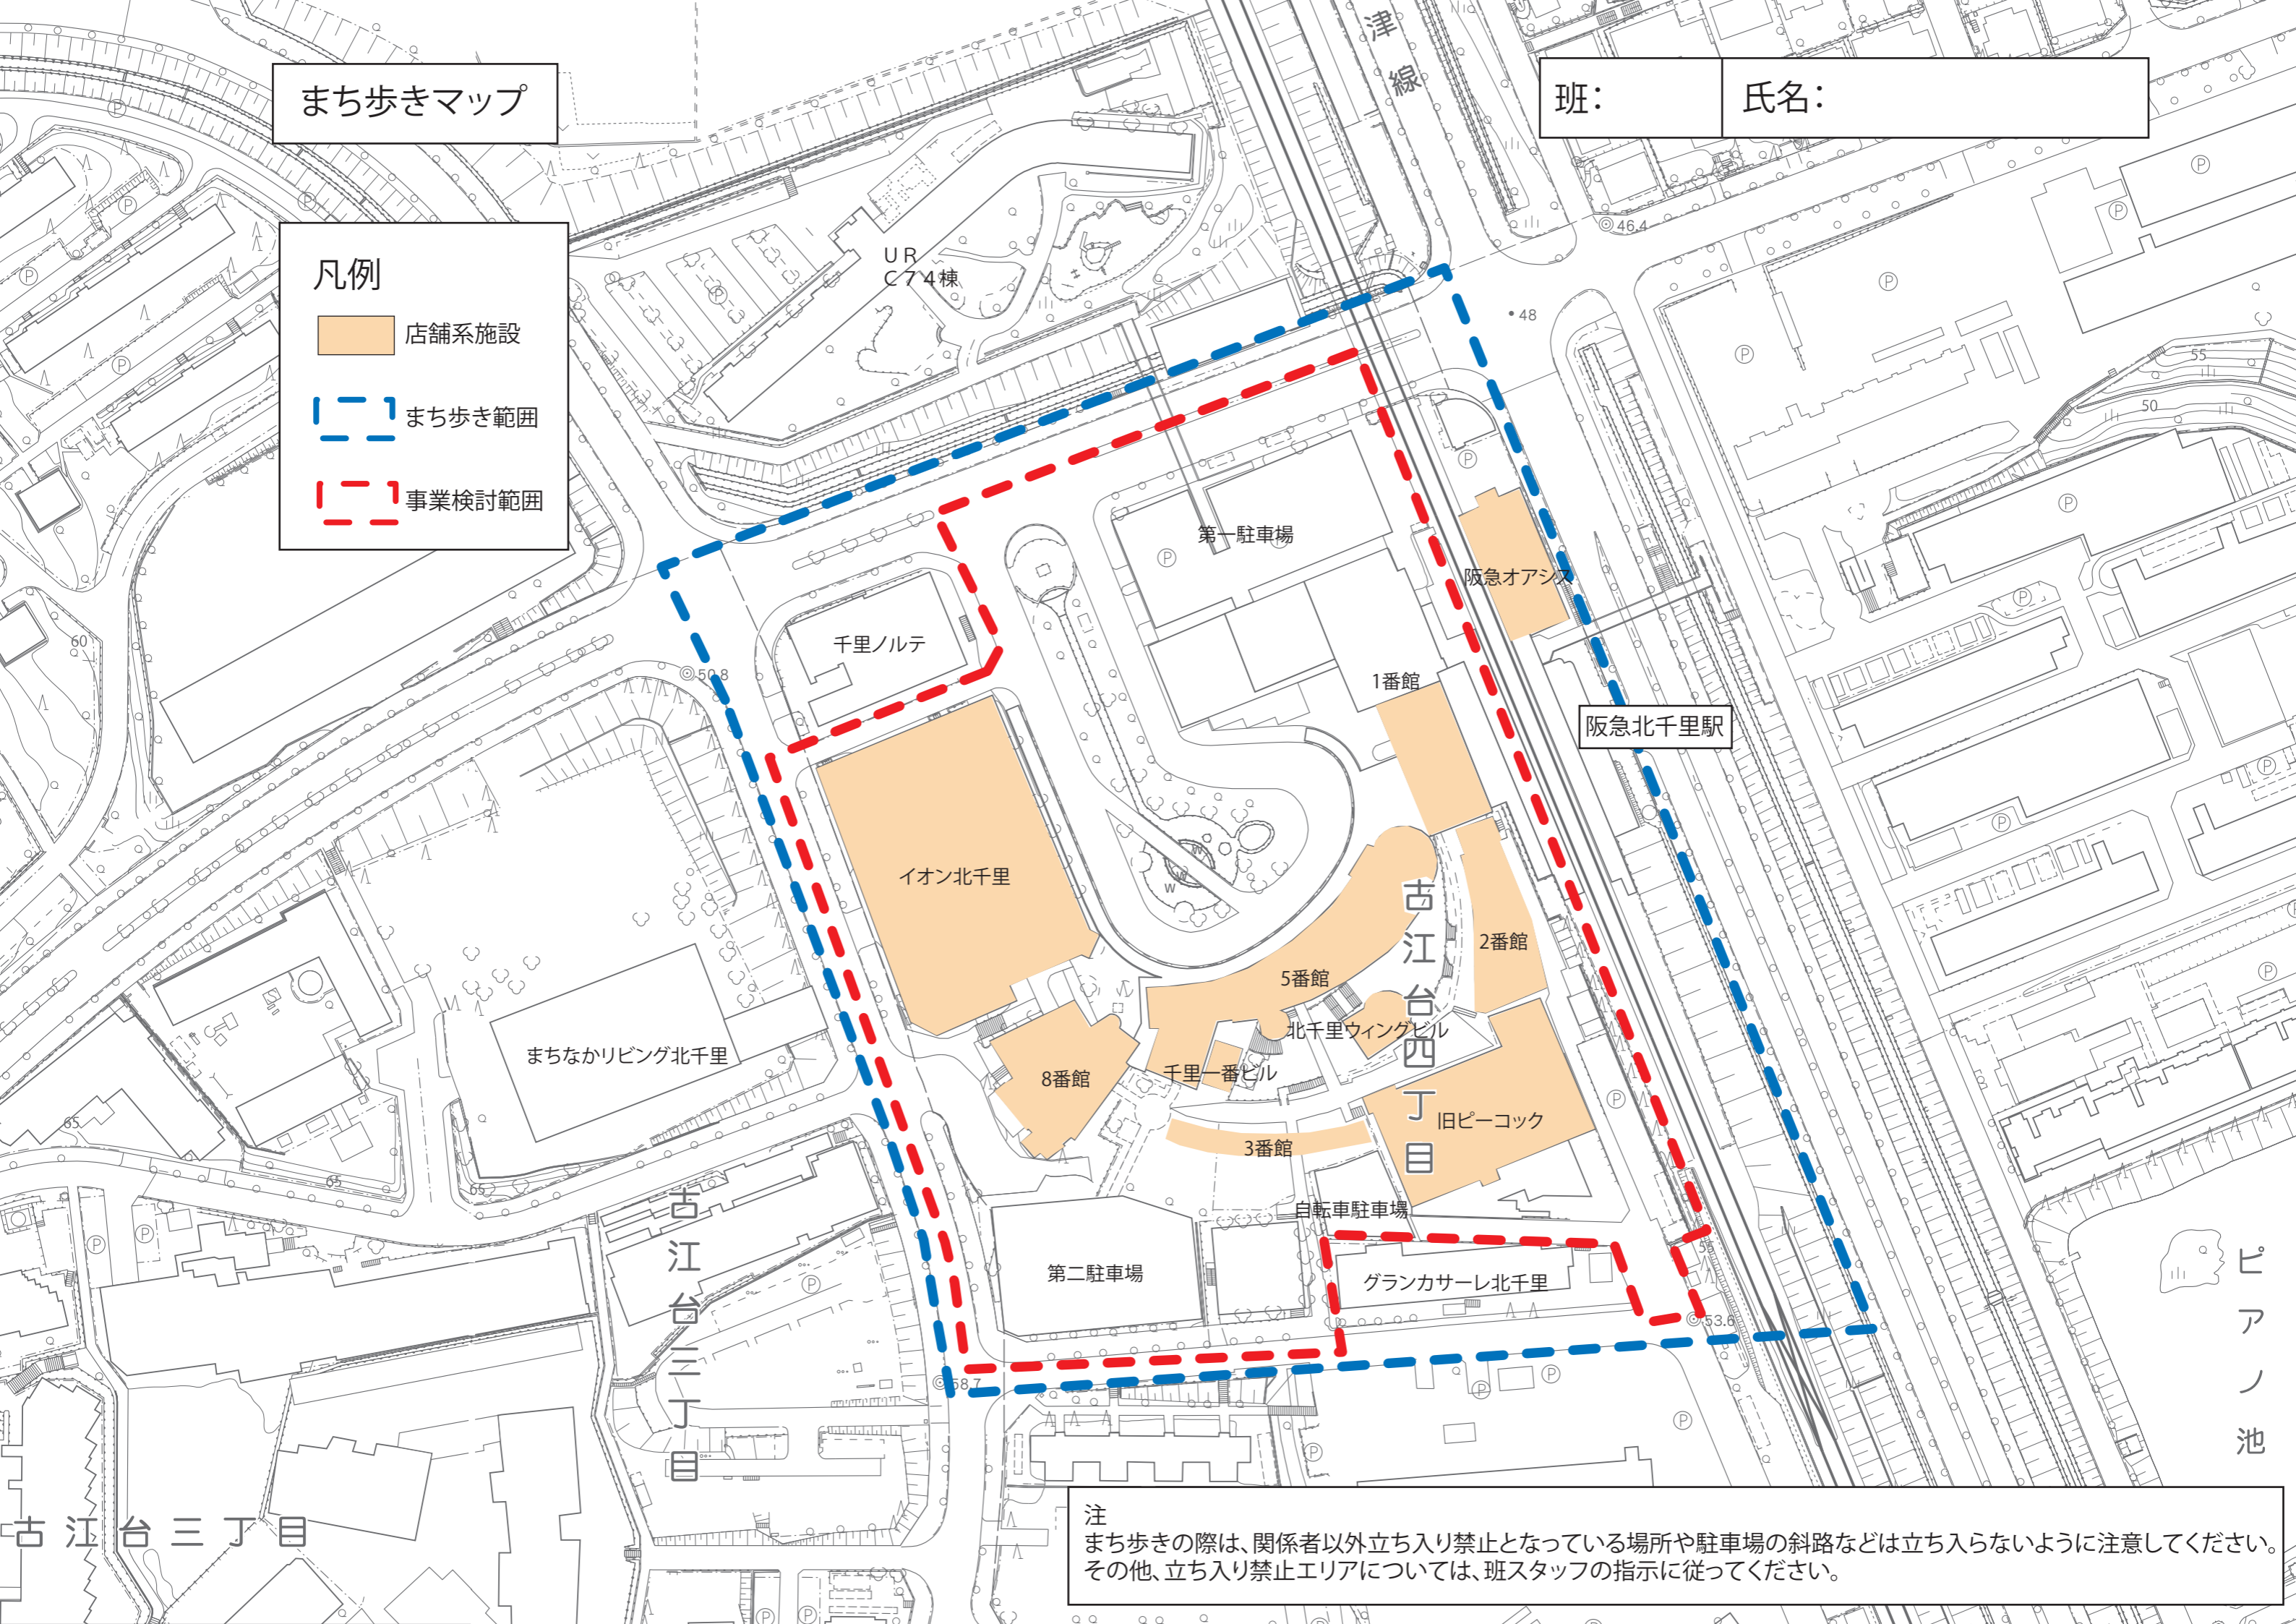 まち歩きマップ
津線
班：
氏名：
凡例
店舗系施設
まち歩き範囲
事業検討範囲
UR
C74棟
46.4
48
55
50
第一駐車場
阪急オアシス
千里ノルテ
60
50.8
1番館
阪急北千里駅
イオン北千里
古江台四丁目
2番館
5番館
北千里ウィングビル
まちなかリビング北千里
8番館
千里一番ビル
旧ピーコック
3番館
65
65
65
古江台三丁目
自転車駐車場
第二駐車場
グランカサーレ北千里
53.6
58.7
ピアノ池
古江台三丁目
注
まち歩きの際は、関係者以外立ち入り禁止となっている場所や駐車場の斜路などは立ち入らないように注意してください。
その他、立ち入り禁止エリアについては、班スタッフの指示に従ってください。